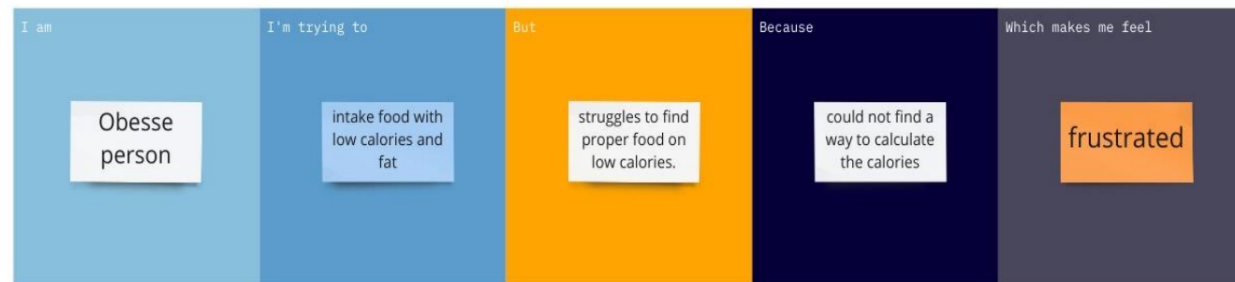 I am
Obesse
person
I'm trying to
intake food with
low calories and
fat
But
struggles to find
proper food on
low calories.
Because
could not find a
way to calculate
the calories
Which makes me feel
frustrated